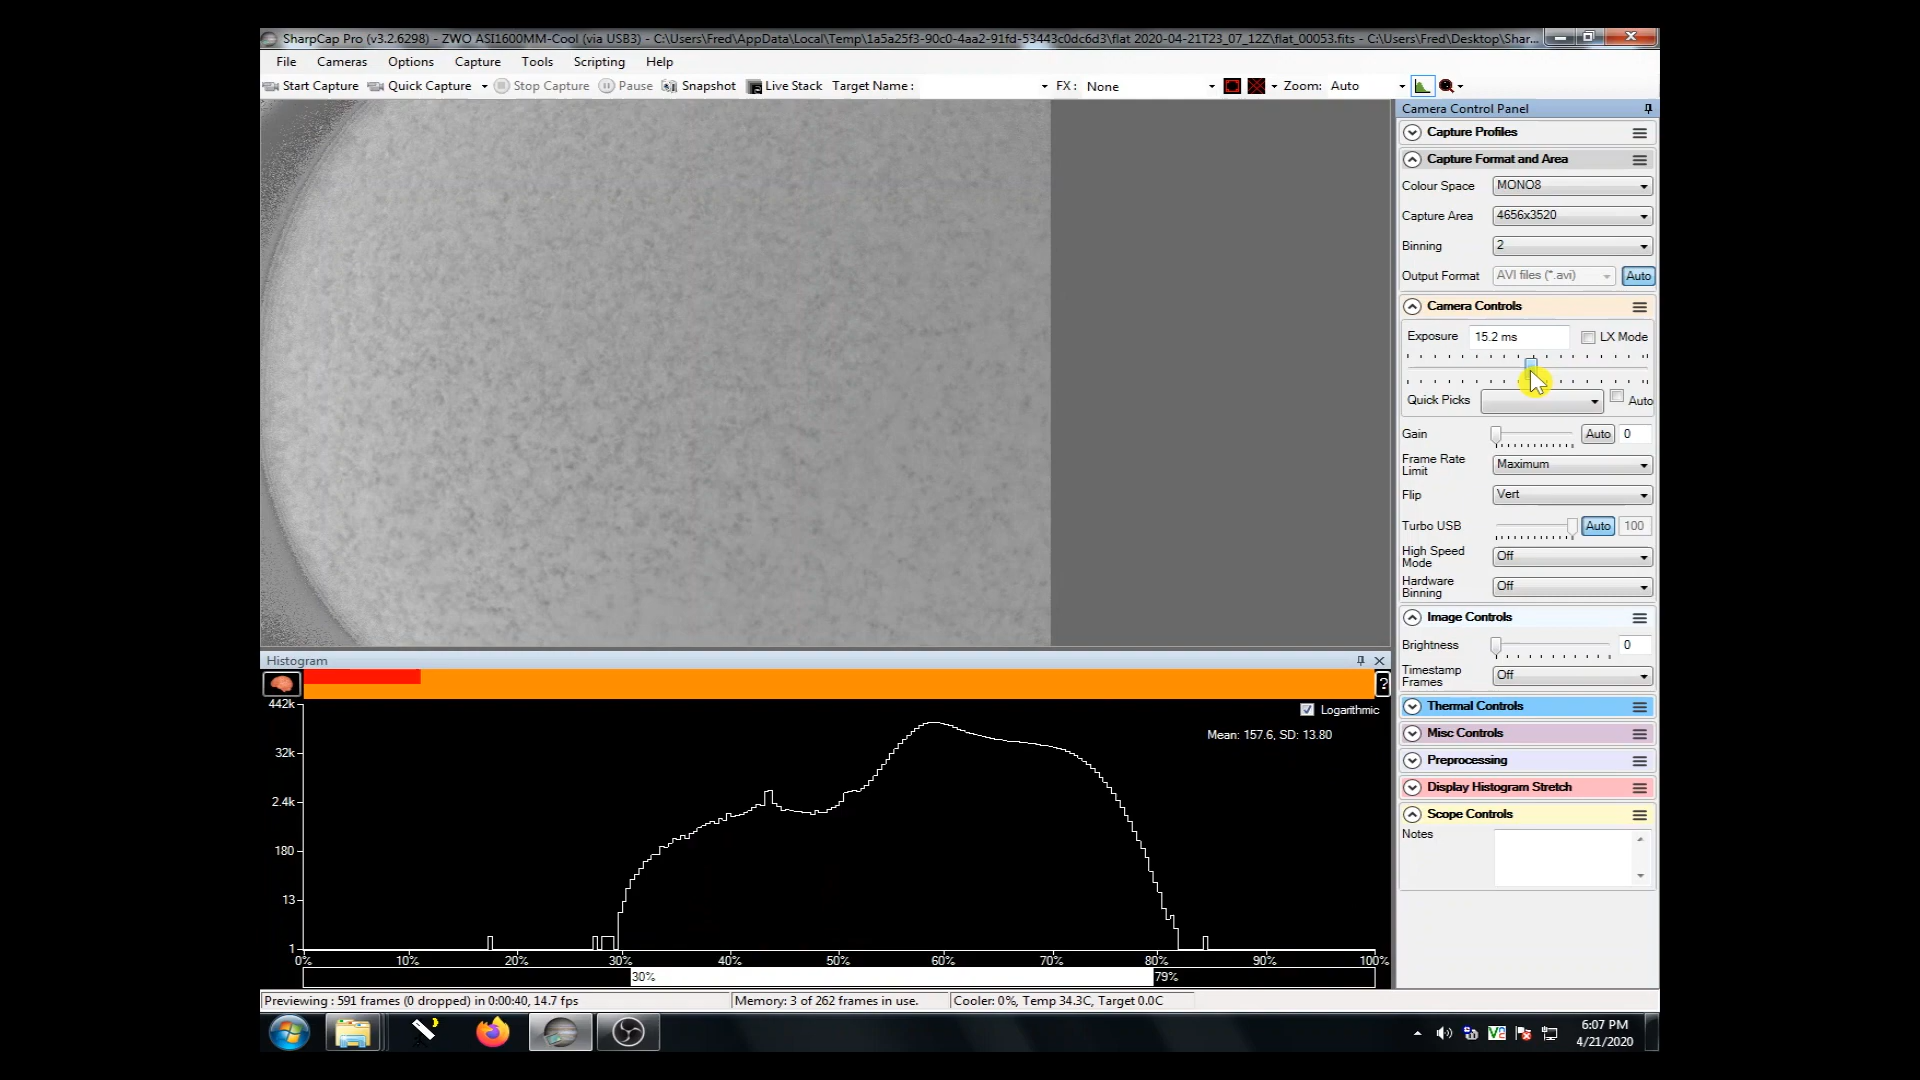 SharpCap Pro (v3.2.6298) - ZWO ASI1600MM-Cool (via USB3) - C:\Users\Fred\AppData\Local\Temp\1a5a25f3-90c0-4aa2-91fd-53443c0dc6d3\flat 2020-04-21T23_07_12Z\flat_00053.fits - C:\Users\Fred\Desktop\Shar...
File Cameras Options Capture Tools Scripting Help
Start Capture Quick Capture Stop Capture Pause Snapshot Live Stack Target Name : FX : None Zoom: Auto
Camera Control Panel
Capture Profiles
Capture Format and Area
Colour Space MONO8
Capture Area 4656x3520
Binning 2
Output Format AVI files (*.avi) Auto
Camera Controls
Exposure 15.2 ms LX Mode
Quick Picks Auto
Gain Auto 0
Frame Rate Limit Maximum
Flip Vert
Turbo USB Auto 100
High Speed Mode Off
Hardware Binning Off
Image Controls
Brightness 0
Timestamp Frames Off
Thermal Controls
Misc Controls
Preprocessing
Display Histogram Stretch
Scope Controls
Notes
Histogram
?
442k
Logarithmic
Mean: 157.6, SD: 13.80
32k
2.4k
180
13
1
0% 10% 20% 30% 40% 50% 60% 70% 80% 90% 100%
30% 79%
Previewing : 591 frames (0 dropped) in 0:00:40, 14.7 fps Memory: 3 of 262 frames in use. Cooler: 0%, Temp 34.3C, Target 0.0C
6:07 PM
4/21/2020